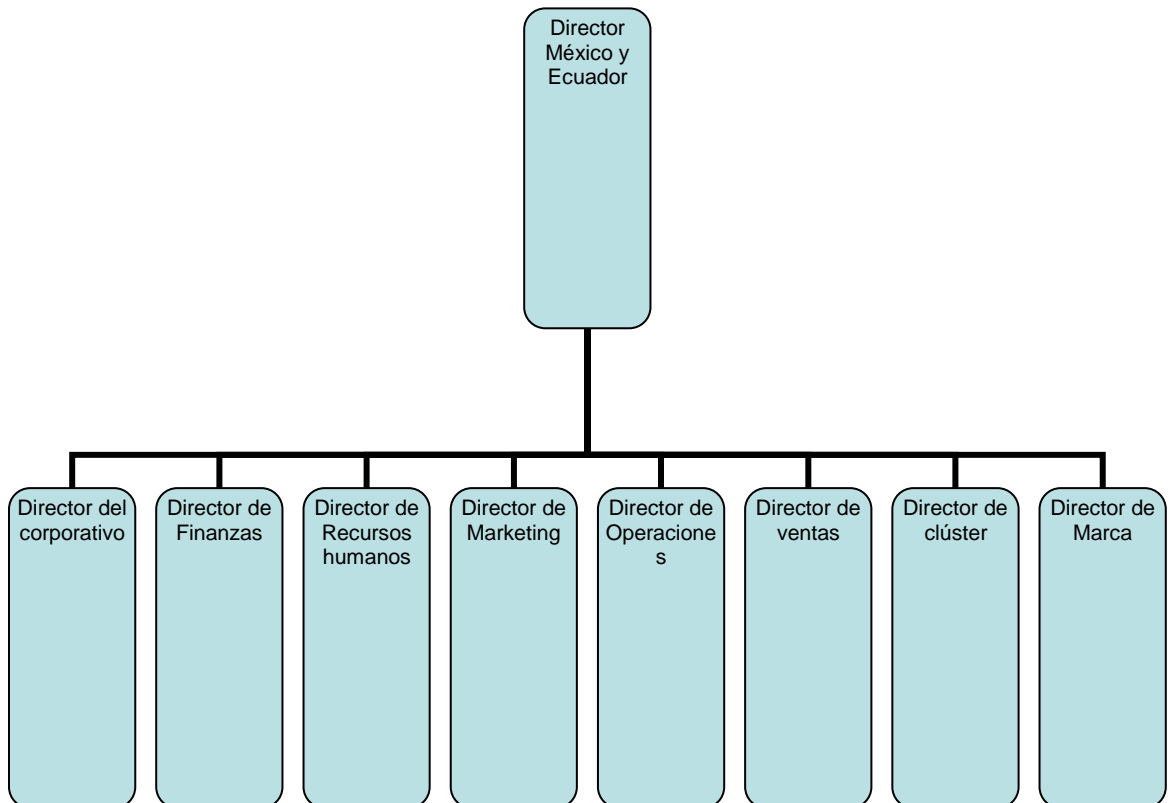 Director
México y
Ecuador
Director del
corporativo
Director de
Finanzas
Director de
Recursos
humanos
Director de
Marketing
Director de
Operacione
s
Director de
ventas
Director de
clúster
Director de
Marca